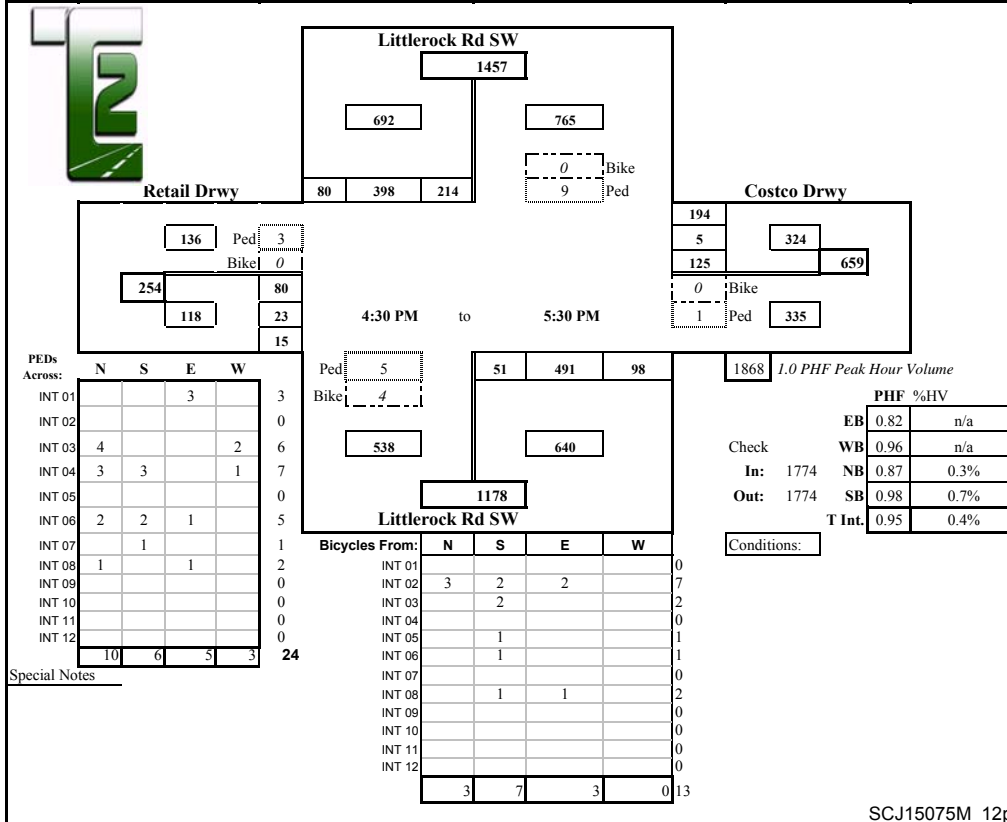 T2
Littlerock Rd SW
1457
692 765
0 Bike
9 Ped
Retail Drwy 80 398 214 Costco Drwy
194
136 Ped 3 5 324
Bike 0 125 659
254 80 0 Bike
118 23 4:30 PM to 5:30 PM 1 Ped 335
15
PEDs
Across: N S E W Ped 5 51 491 98 1868 1.0 PHF Peak Hour Volume
INT 01 3 3 Bike 4 PHF %HV
INT 02 0 EB 0.82 n/a
INT 03 4 2 6 538 640 Check WB 0.96 n/a
INT 04 3 3 1 7 In: 1774 NB 0.87 0.3%
INT 05 0 1178 Out: 1774 SB 0.98 0.7%
INT 06 2 2 1 5 Littlerock Rd SW T Int. 0.95 0.4%
INT 07 1 1 Bicycles From: N S E W Conditions:
INT 08 1 1 2 INT 01 0
INT 09 0 INT 02 3 2 2 7
INT 10 0 INT 03 2 2
INT 11 0 INT 04 0
INT 12 0 INT 05 1 1
10 6 5 3 24 INT 06 1 1
Special Notes INT 07 0
INT 08 1 1 2
INT 09 0
INT 10 0
INT 11 0
INT 12 0
3 7 3 0 13